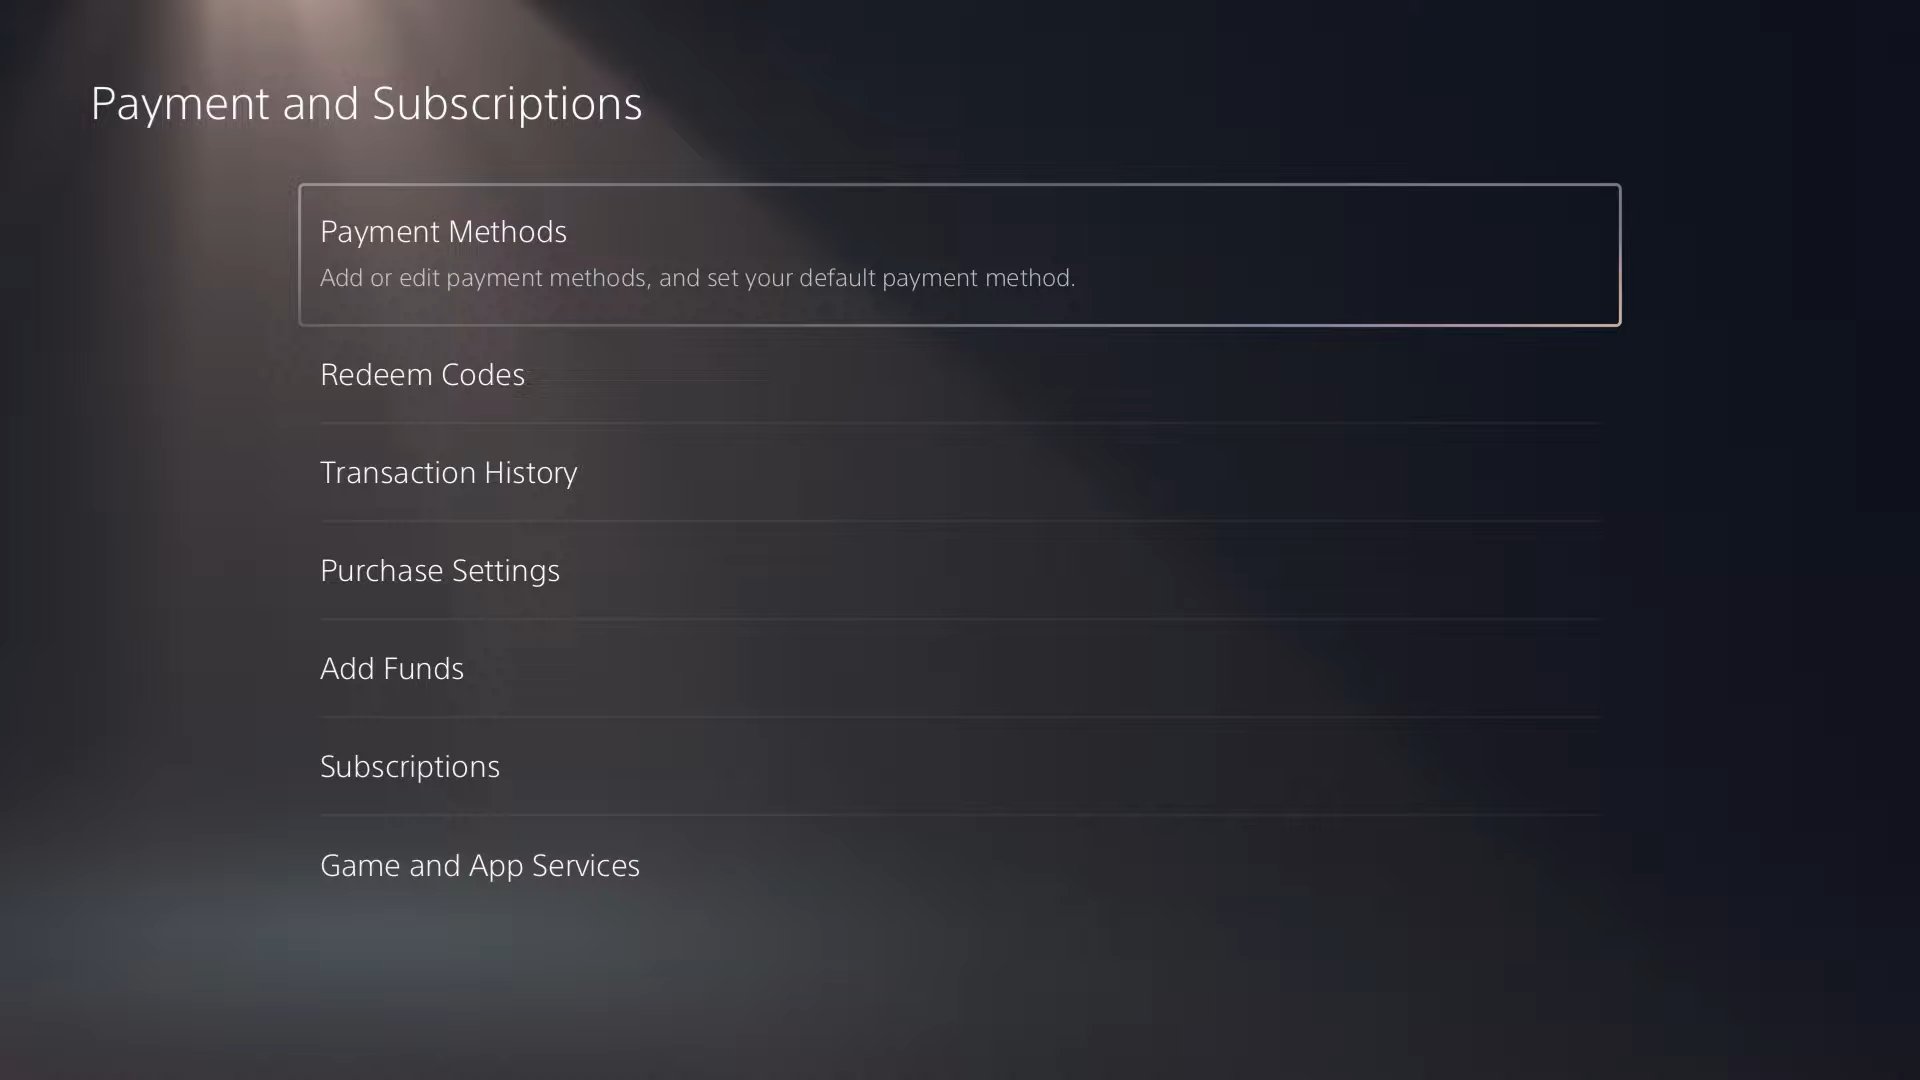 Payment and Subscriptions
Payment Methods
Add or edit payment methods, and set your default payment method.
Redeem Codes
Transaction History
Purchase Settings
Add Funds
Subscriptions
Game and App Services